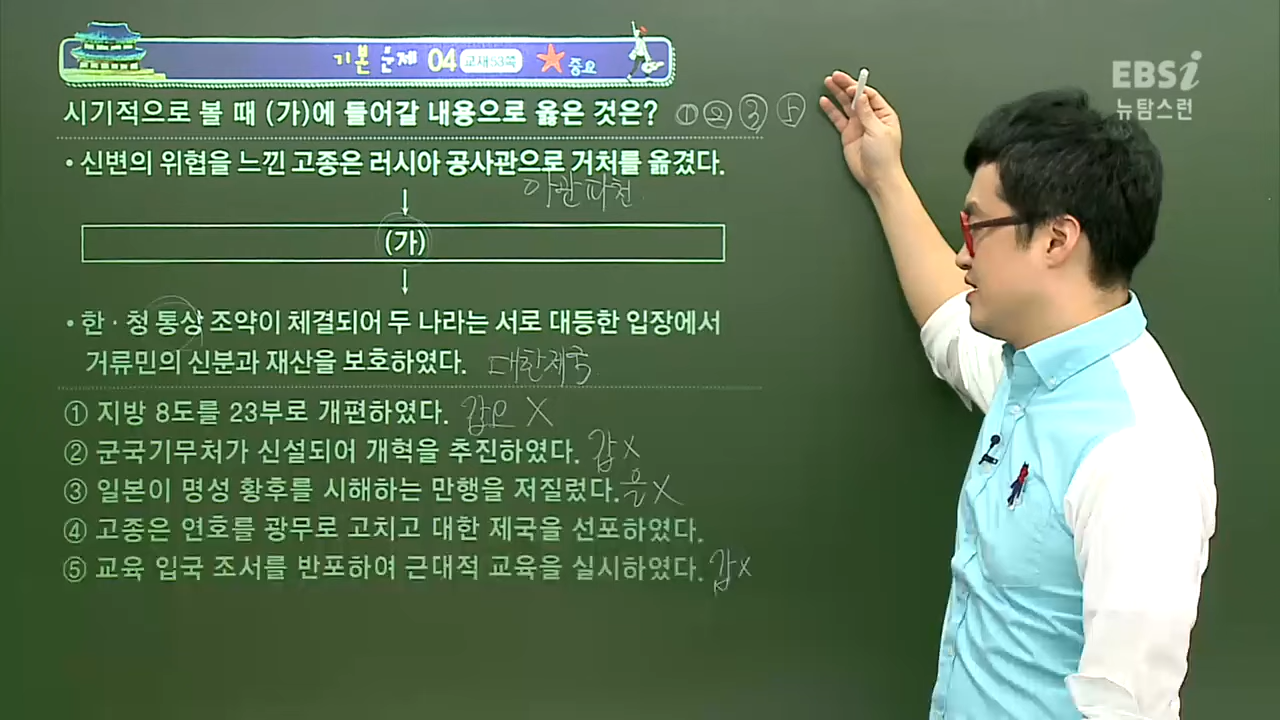 기본 문제 04 교재53쪽 중요
EBSi
뉴탐스런
시기적으로 볼 때 (가)에 들어갈 내용으로 옳은 것은? ① ② ③ ⑤
• 신변의 위협을 느낀 고종은 러시아 공사관으로 거처를 옮겼다.
아관파천
(가)
• 한·청 통상 조약이 체결되어 두 나라는 서로 대등한 입장에서
거류민의 신분과 재산을 보호하였다. 대한제국
① 지방 8도를 23부로 개편하였다. 갑오 X
② 군국기무처가 신설되어 개혁을 추진하였다. 갑 X
③ 일본이 명성 황후를 시해하는 만행을 저질렀다. 을 X
④ 고종은 연호를 광무로 고치고 대한 제국을 선포하였다.
⑤ 교육 입국 조서를 반포하여 근대적 교육을 실시하였다. 갑 X